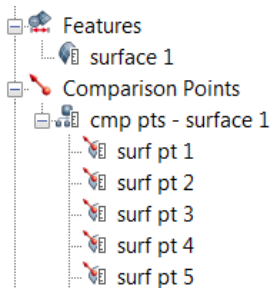 Features
surface 1
Comparison Points
cmp pts - surface 1
surf pt 1
surf pt 2
surf pt 3
surf pt 4
surf pt 5